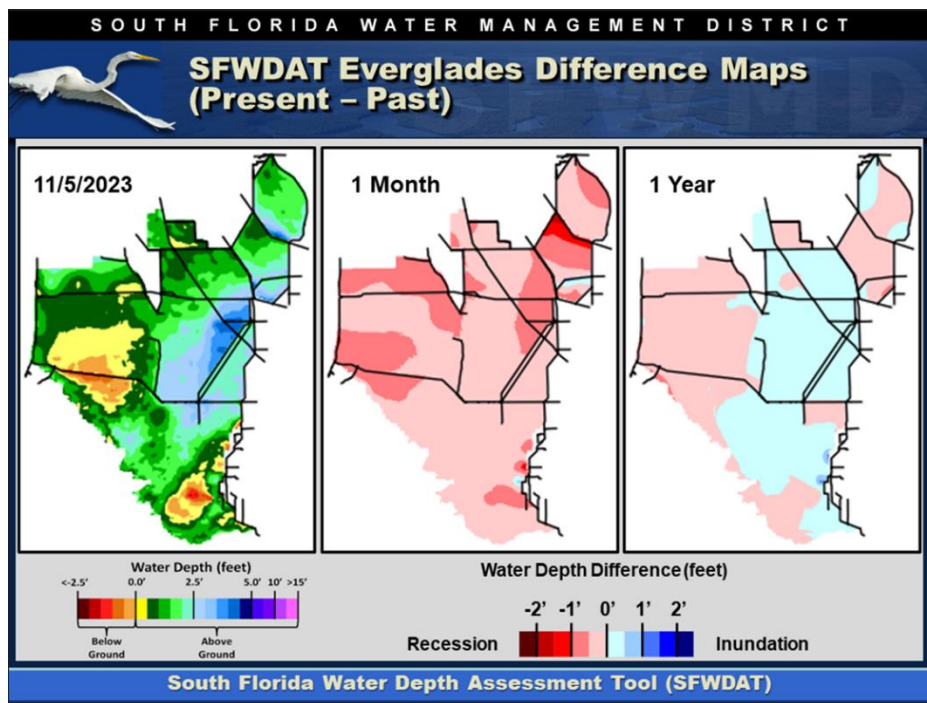 SOUTH FLORIDA WATER MANAGEMENT DISTRICT
SFWDAT Everglades Difference Maps
(Present – Past)
SFWMD
11/5/2023
1 Month
1 Year
Water Depth (feet)
<-2.5' 0.0' 2.5' 5.0' 10' >15'
Below
Ground
Above
Ground
Water Depth Difference (feet)
-2' -1' 0' 1' 2'
Recession
Inundation
South Florida Water Depth Assessment Tool (SFWDAT)